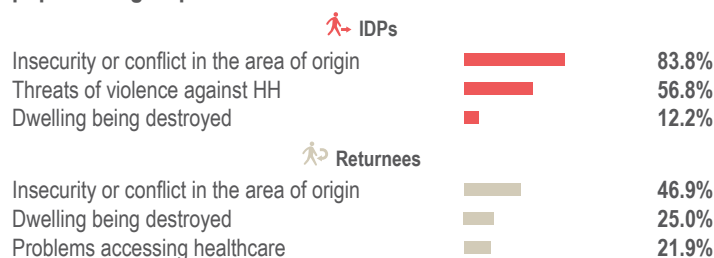 IDPs
Insecurity or conflict in the area of origin 83.8%
Threats of violence against HH 56.8%
Dwelling being destroyed 12.2%
Returnees
Insecurity or conflict in the area of origin 46.9%
Dwelling being destroyed 25.0%
Problems accessing healthcare 21.9%